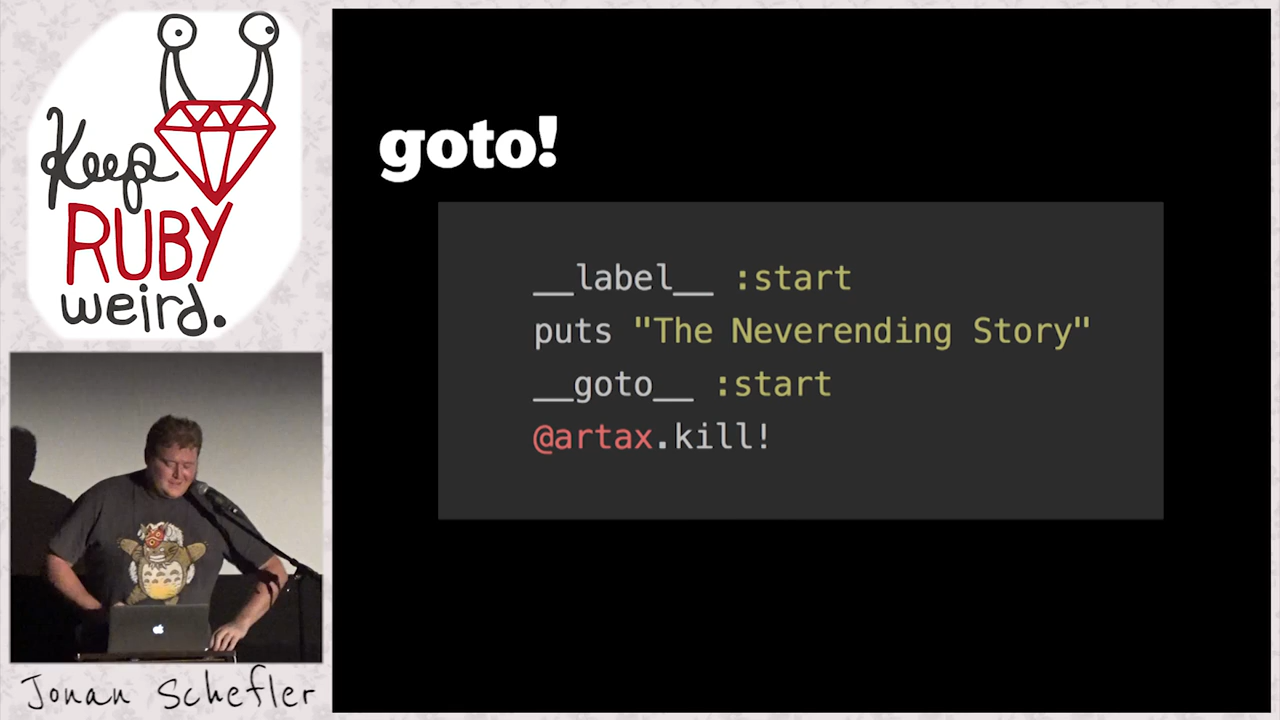 Keep
RUBY
weird.
Jonan Schefler
goto!
__label__ :start
puts "The Neverending Story"
__goto__ :start
@artax.kill!